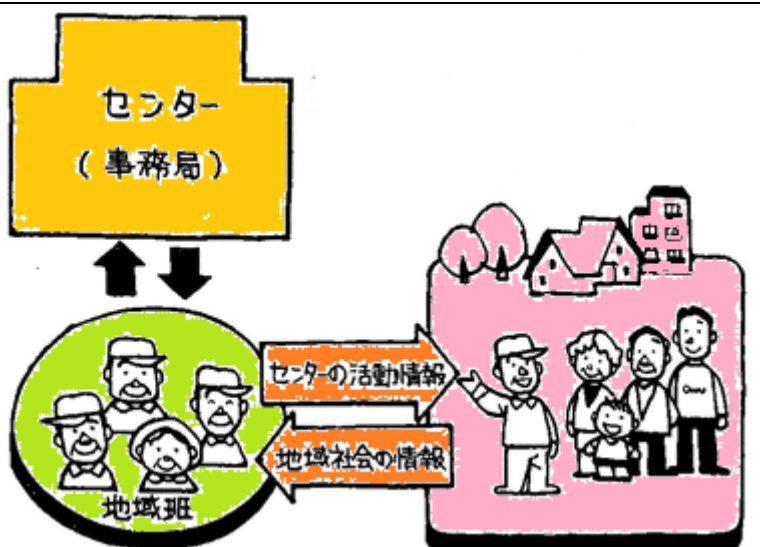 センター
(事務局)
センターの活動情報
地域社会の情報
地域班